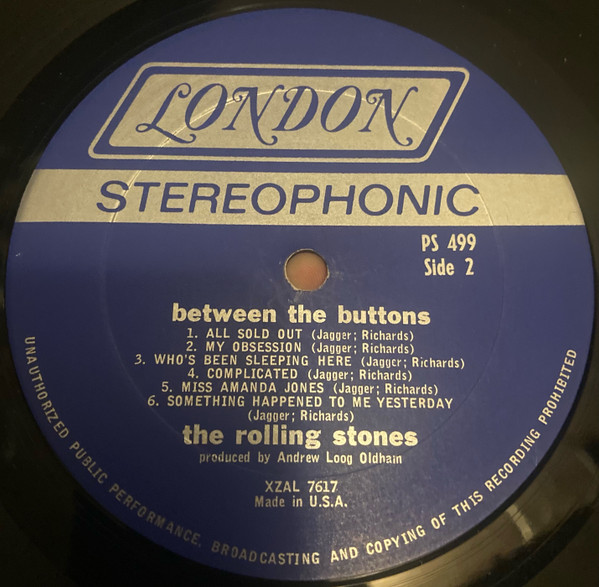 LONDON
STEREOPHONIC
PS 499
Side 2
between the buttons
1. ALL SOLD OUT (Jagger; Richards)
2. MY OBSESSION (Jagger; Richards)
3. WHO'S BEEN SLEEPING HERE (Jagger; Richards)
4. COMPLICATED (Jagger; Richards)
5. MISS AMANDA JONES (Jagger; Richards)
6. SOMETHING HAPPENED TO ME YESTERDAY
(Jagger; Richards)
the rolling stones
produced by Andrew Loog Oldham
XZAL 7617
Made in U.S.A.
UNAUTHORIZED PUBLIC PERFORMANCE, BROADCASTING AND COPYING OF THIS RECORDING PROHIBITED